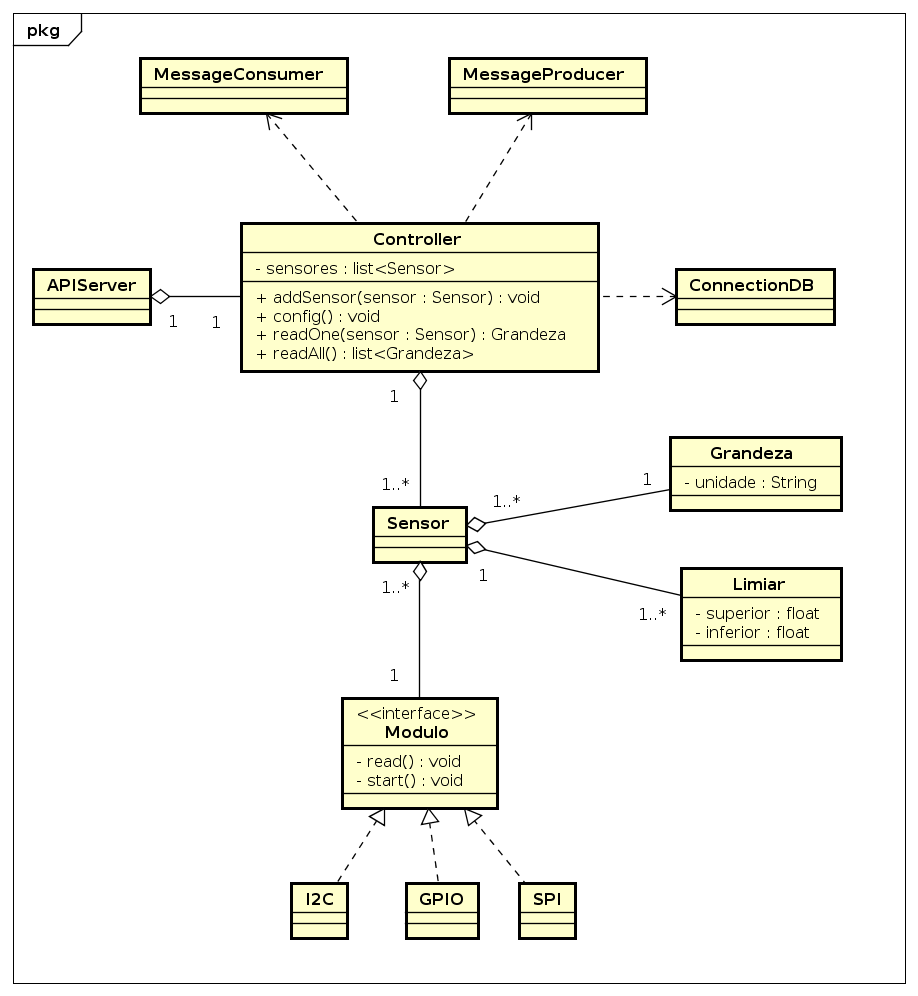 pkg
MessageConsumer
MessageProducer
Controller
- sensores : list<Sensor>
+ addSensor(sensor : Sensor) : void
+ config() : void
+ readOne(sensor : Sensor) : Grandeza
+ readAll() : list<Grandeza>
APIServer
1
1
ConnectionDB
1
1..*
Sensor
1..*
1
Grandeza
- unidade : String
1
1..*
Limiar
- superior : float
- inferior : float
1..*
1
<<interface>>
Modulo
- read() : void
- start() : void
I2C
GPIO
SPI